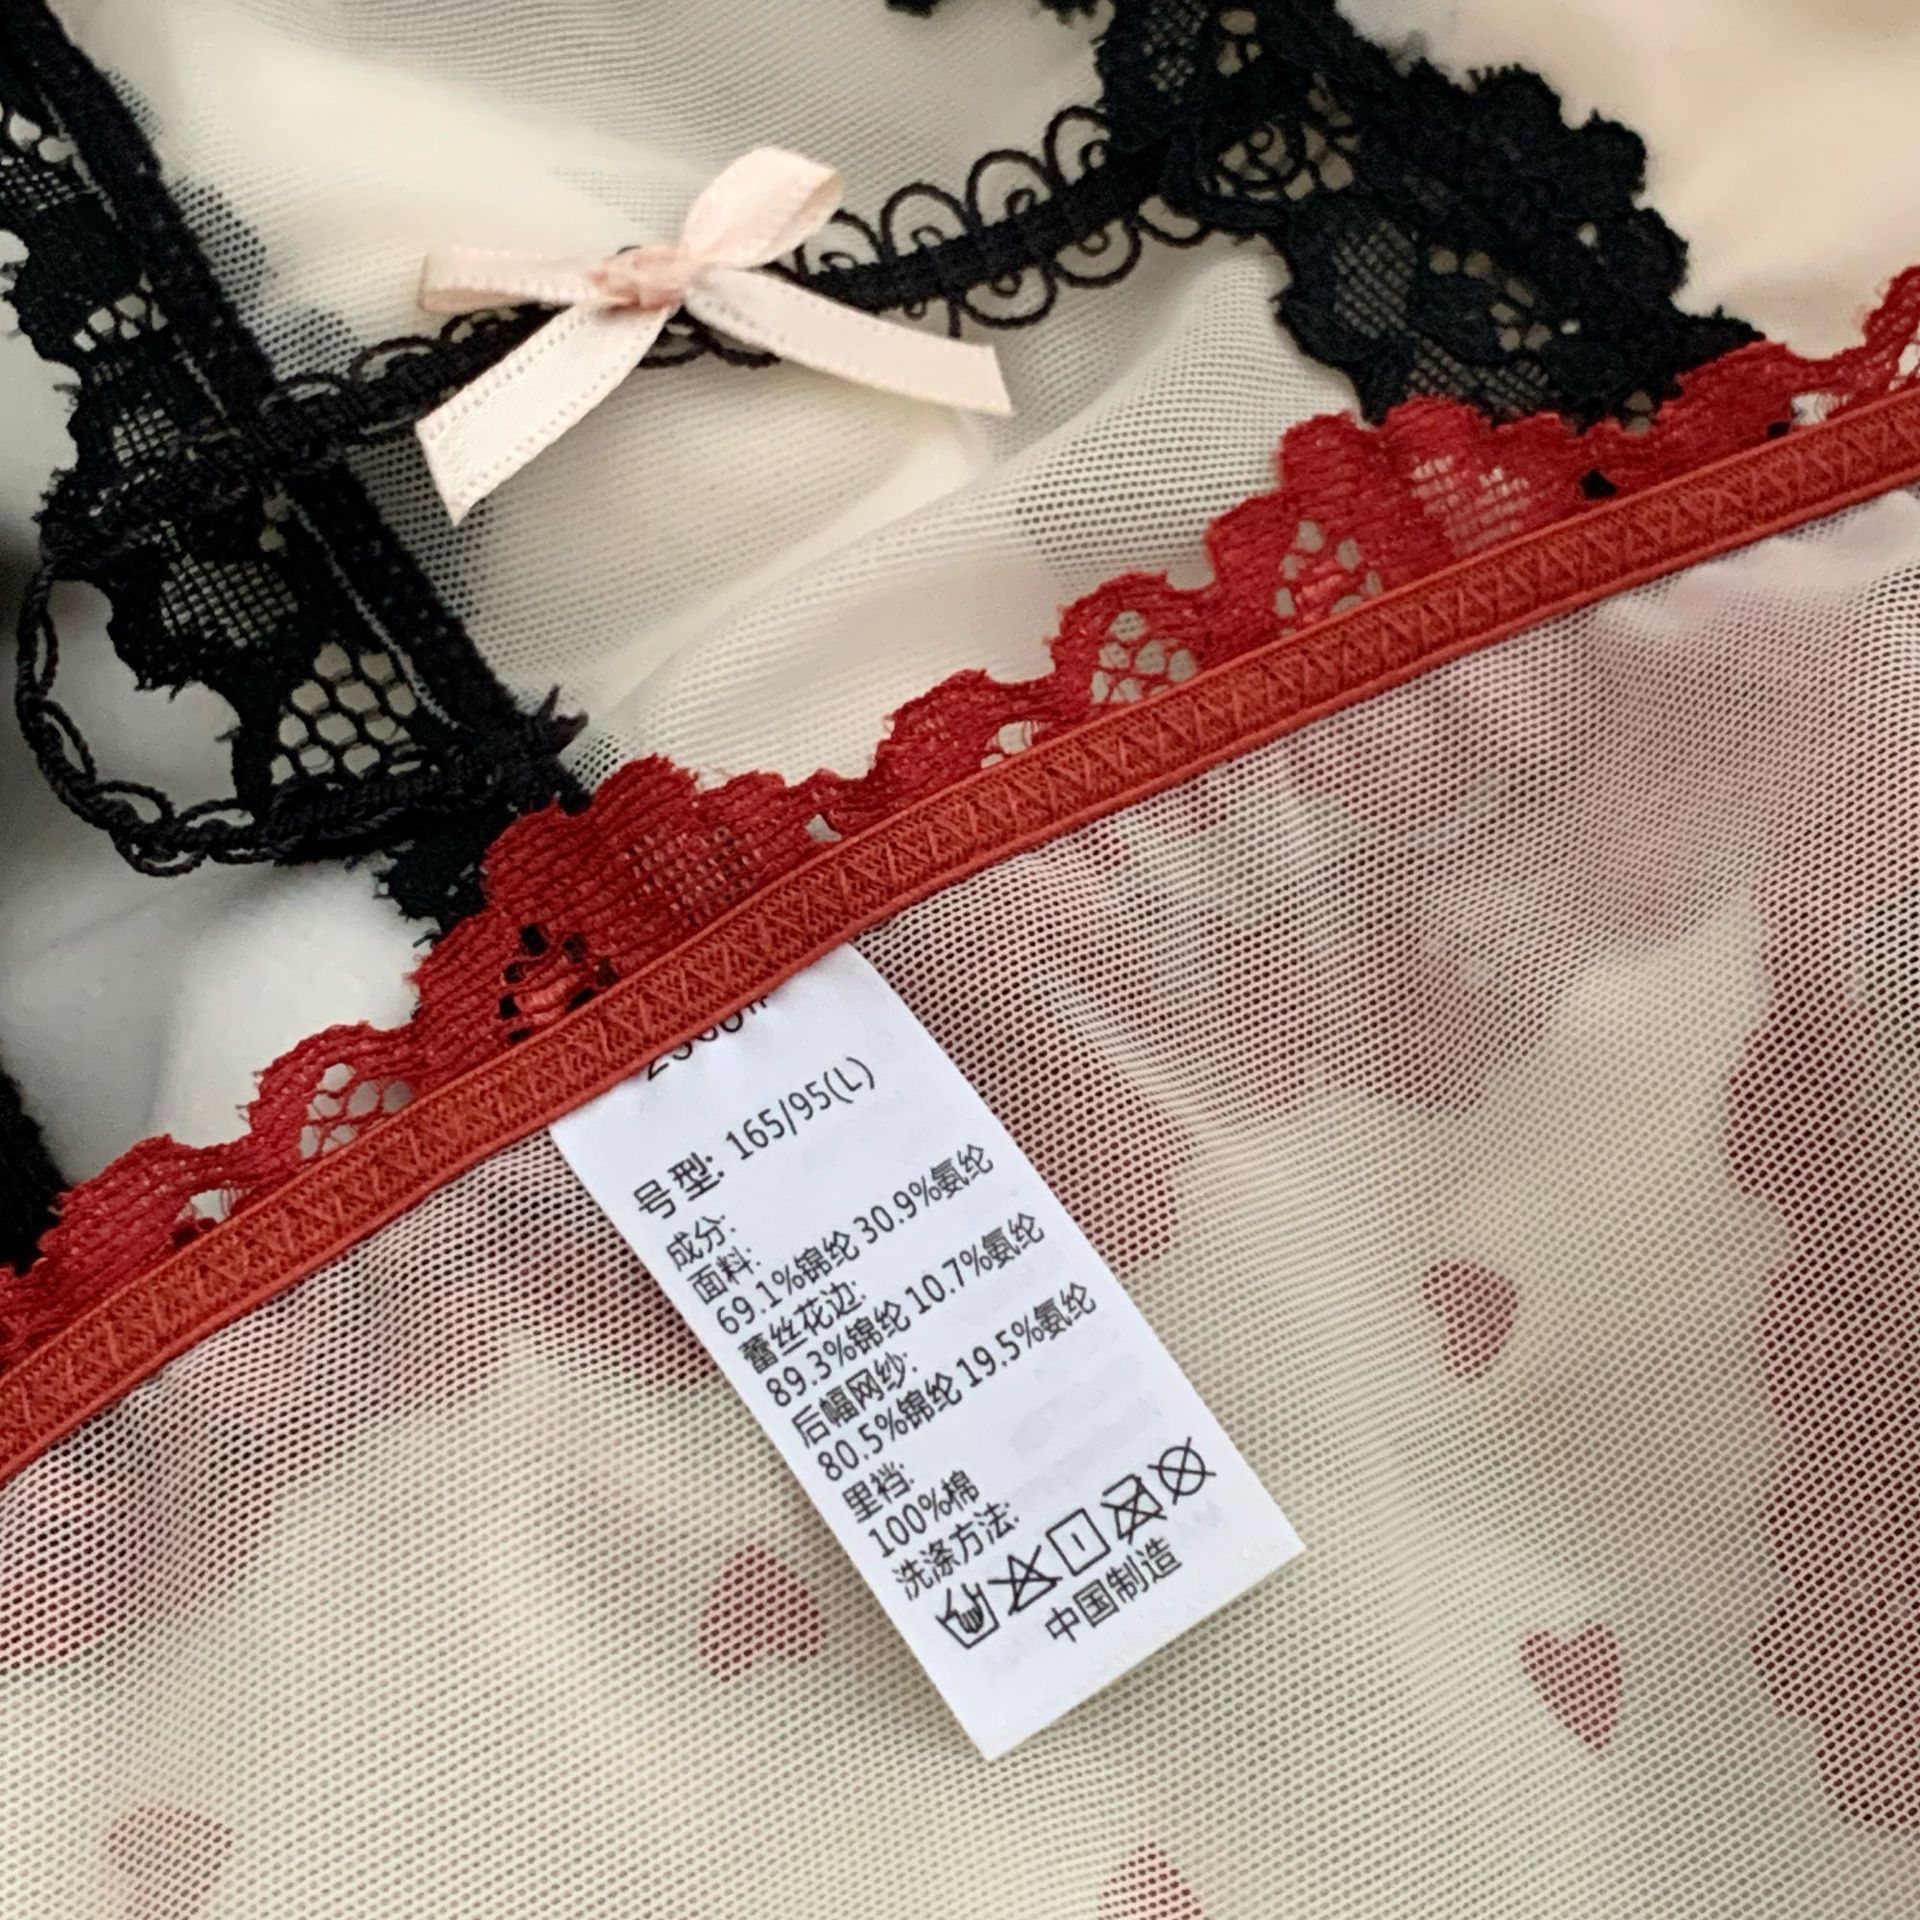 号型: 165/95(L)
成分:
面料:
69.1%锦纶 30.9%氨纶
蕾丝花边:
89.3%锦纶 10.7%氨纶
后幅网纱:
80.5%锦纶 19.5%氨纶
里裆:
100%棉
洗涤方法:
中国制造